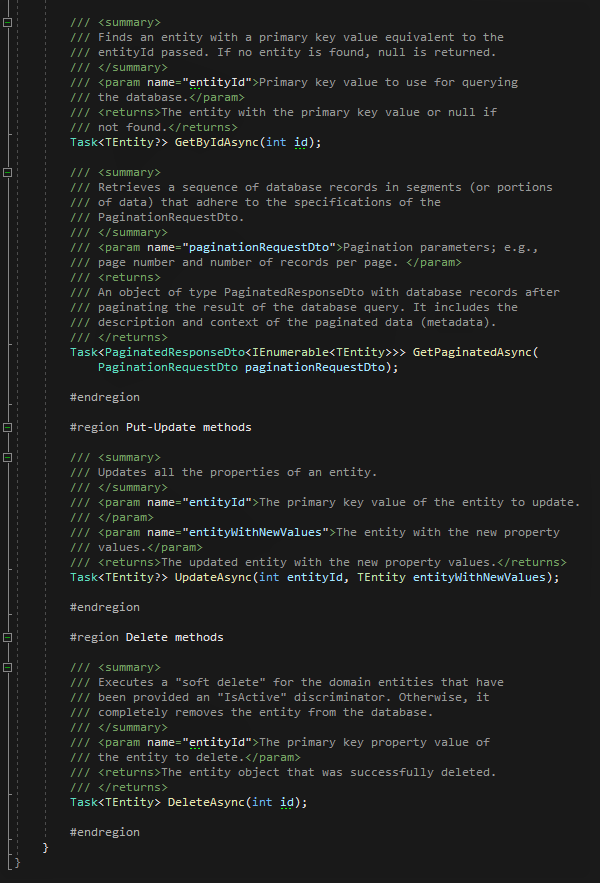 /// <summary>
/// Finds an entity with a primary key value equivalent to the
/// entityId passed. If no entity is found, null is returned.
/// </summary>
/// <param name="entityId">Primary key value to use for querying
/// the database.</param>
/// <returns>The entity with the primary key value or null if
/// not found.</returns>
Task<TEntity?> GetByIdAsync(int id);
/// <summary>
/// Retrieves a sequence of database records in segments (or portions
/// of data) that adhere to the specifications of the
/// PaginationRequestDto.
/// </summary>
/// <param name="paginationRequestDto">Pagination parameters; e.g.,
/// page number and number of records per page. </param>
/// <returns>
/// An object of type PaginatedResponseDto with database records after
/// paginating the result of the database query. It includes the
/// description and context of the paginated data (metadata).
/// </returns>
Task<PaginatedResponseDto<IEnumerable<TEntity>>> GetPaginatedAsync(
PaginationRequestDto paginationRequestDto);
#endregion
#region Put-Update methods
/// <summary>
/// Updates all the properties of an entity.
/// </summary>
/// <param name="entityId">The primary key value of the entity to update.
/// </param>
/// <param name="entityWithNewValues">The entity with the new property
/// values.</param>
/// <returns>The updated entity with the new property values.</returns>
Task<TEntity?> UpdateAsync(int entityId, TEntity entityWithNewValues);
#endregion
#region Delete methods
/// <summary>
/// Executes a "soft delete" for the domain entities that have
/// been provided an "IsActive" discriminator. Otherwise, it
/// completely removes the entity from the database.
/// </summary>
/// <param name="entityId">The primary key property value of
/// the entity to delete.</param>
/// <returns>The entity object that was successfully deleted.
/// </returns>
Task<TEntity> DeleteAsync(int id);
#endregion
}
}